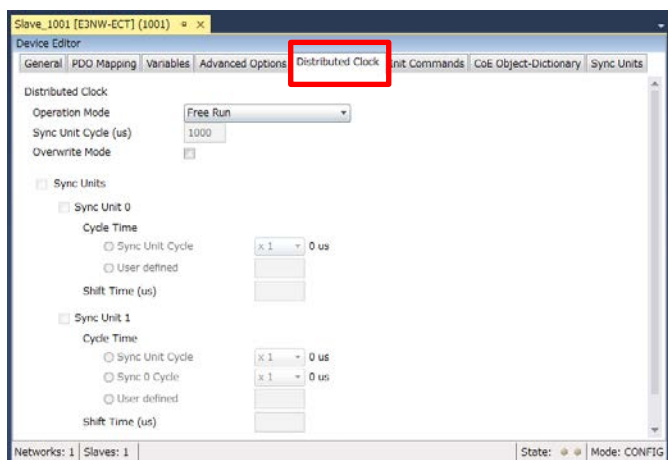 Slave_1001 [E3NW-ECT] (1001)
Device Editor
General PDO Mapping Variables Advanced Options Distributed Clock Init Commands CoE Object-Dictionary Sync Units
Distributed Clock
Operation Mode Free Run
Sync Unit Cycle (us) 1000
Overwrite Mode
Sync Units
Sync Unit 0
Cycle Time
Sync Unit Cycle x 1 0 us
User defined
Shift Time (us)
Sync Unit 1
Cycle Time
Sync Unit Cycle x 1 0 us
Sync 0 Cycle x 1 0 us
User defined
Shift Time (us)
Networks: 1 Slaves: 1 State: Mode: CONFIG